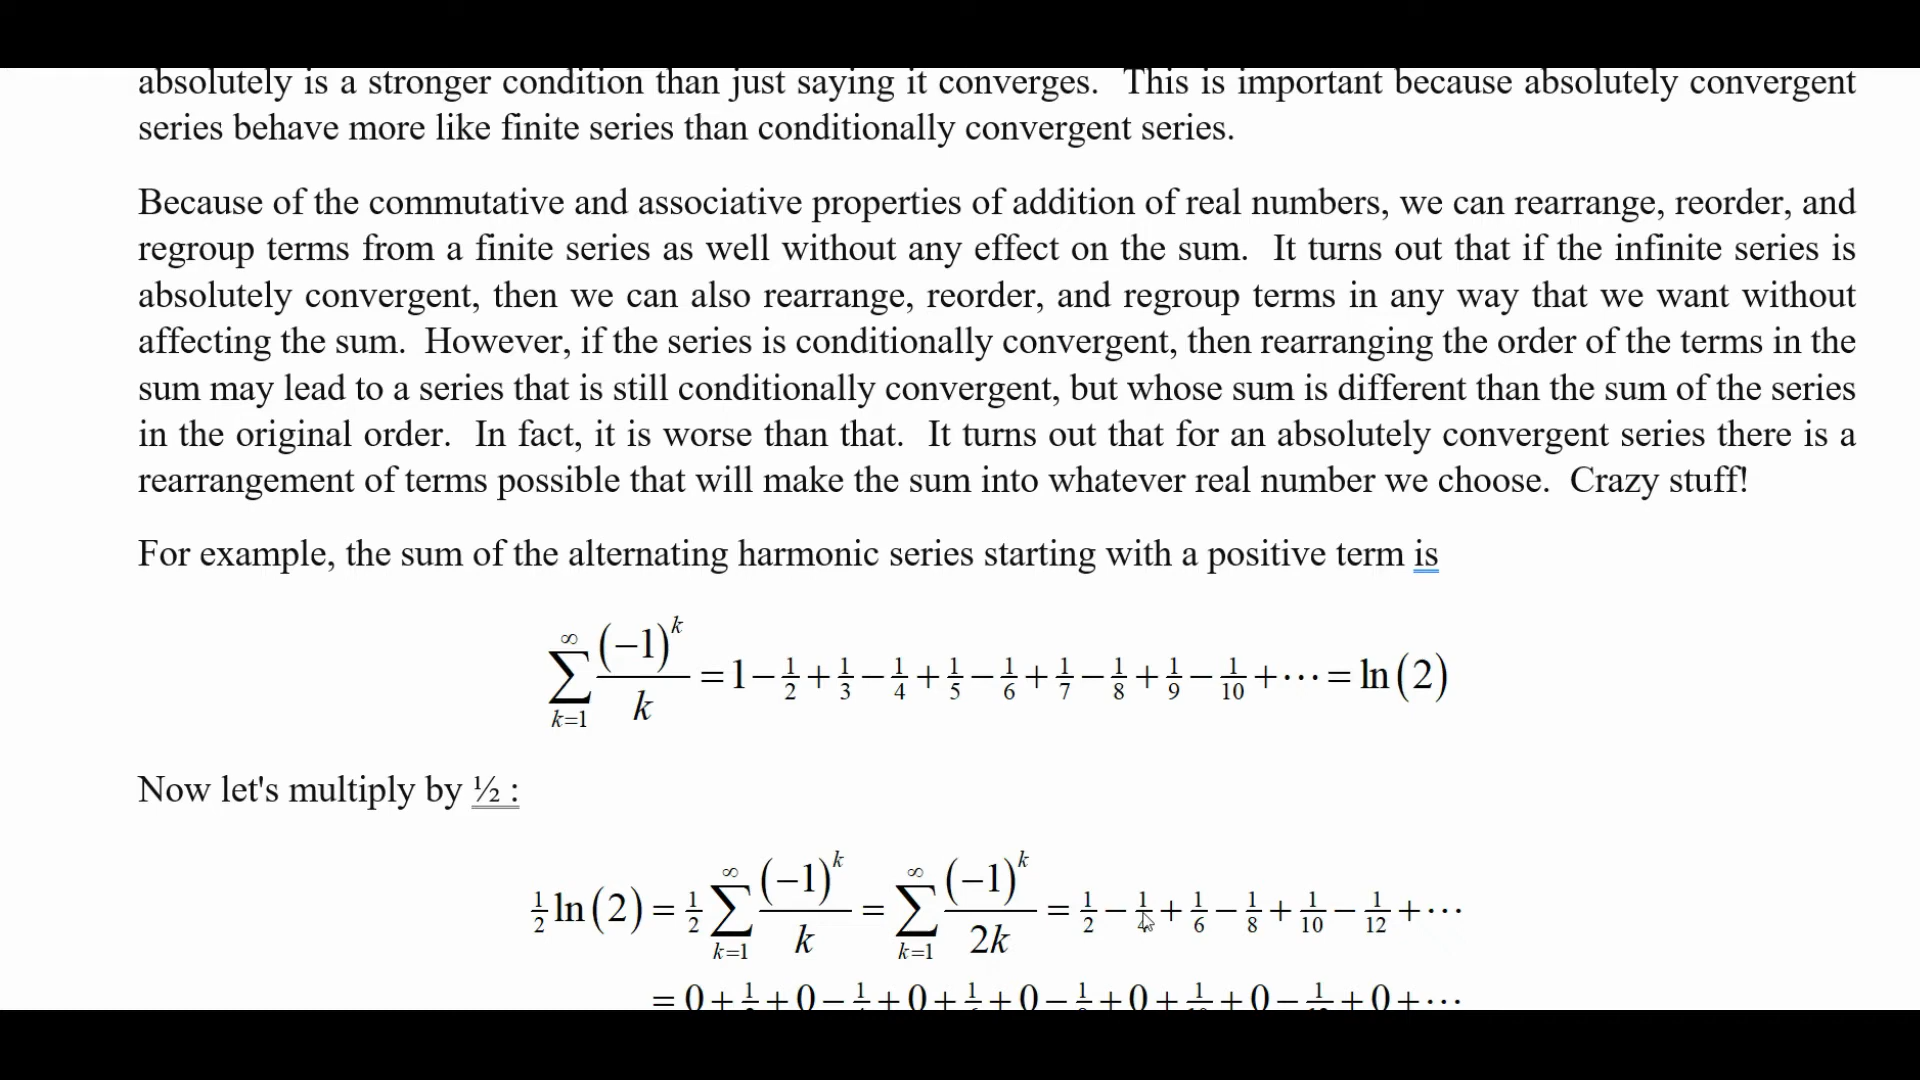 absolutely is a stronger condition than just saying it converges. This is important because absolutely convergent
series behave more like finite series than conditionally convergent series.
Because of the commutative and associative properties of addition of real numbers, we can rearrange, reorder, and
regroup terms from a finite series as well without any effect on the sum. It turns out that if the infinite series is
absolutely convergent, then we can also rearrange, reorder, and regroup terms in any way that we want without
affecting the sum. However, if the series is conditionally convergent, then rearranging the order of the terms in the
sum may lead to a series that is still conditionally convergent, but whose sum is different than the sum of the series
in the original order. In fact, it is worse than that. It turns out that for an absolutely convergent series there is a
rearrangement of terms possible that will make the sum into whatever real number we choose. Crazy stuff!
For example, the sum of the alternating harmonic series starting with a positive term is
∑_{k=1}^{∞} (−1)^k/k = 1 − 1/2 + 1/3 − 1/4 + 1/5 − 1/6 + 1/7 − 1/8 + 1/9 − 1/10 + ⋯ = ln(2)
Now let's multiply by ½ :
1/2 ln(2) = 1/2 ∑_{k=1}^{∞} (−1)^k/k = ∑_{k=1}^{∞} (−1)^k/2k = 1/2 − 1/4 + 1/6 − 1/8 + 1/10 − 1/12 + ⋯